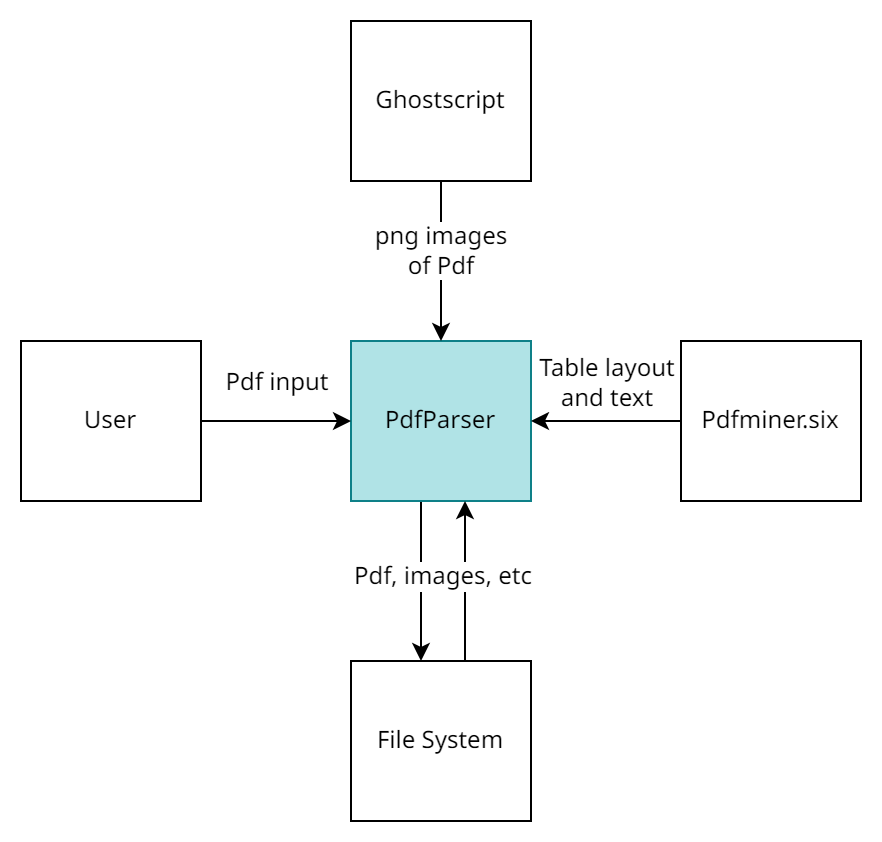 Ghostscript
png images
of Pdf
User
Pdf input
PdfParser
Table layout
and text
Pdfminer.six
Pdf, images, etc
File System